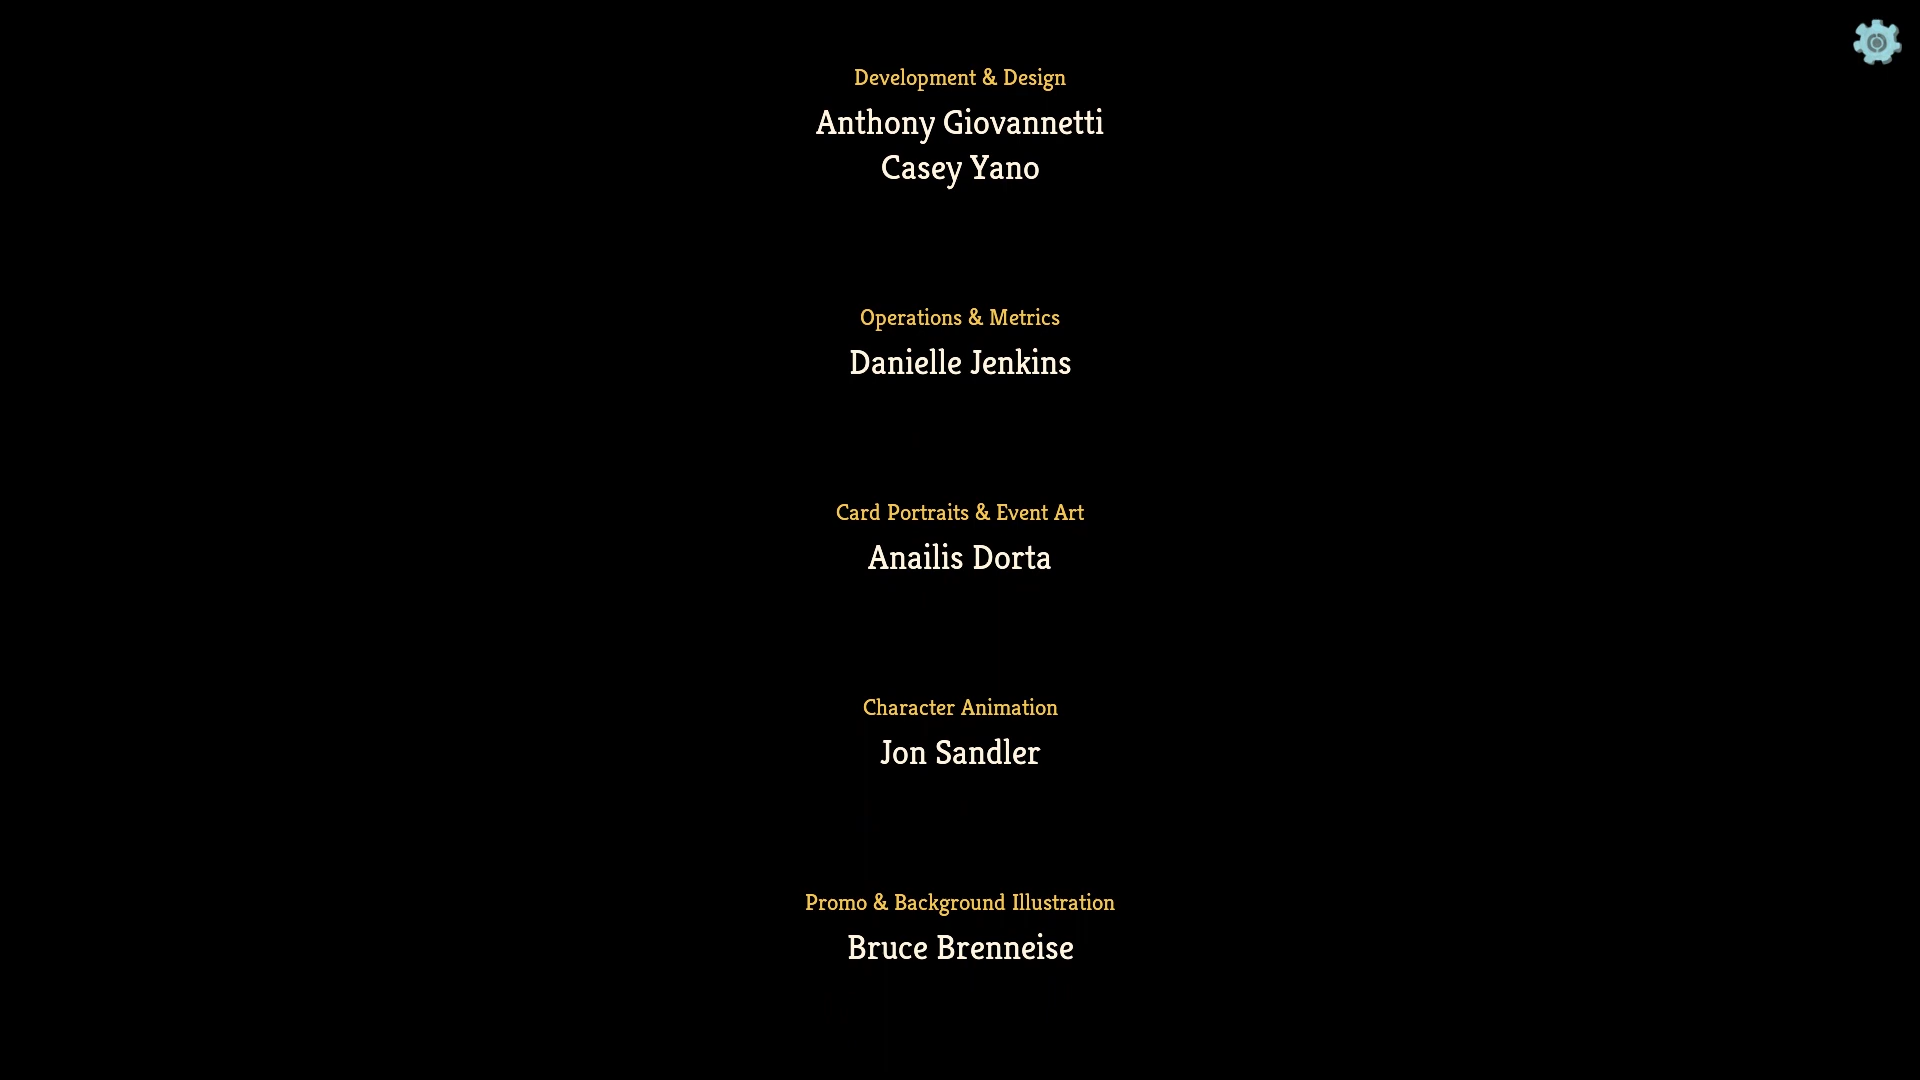 Development & Design
Anthony Giovannetti
Casey Yano
Operations & Metrics
Danielle Jenkins
Card Portraits & Event Art
Anailis Dorta
Character Animation
Jon Sandler
Promo & Background Illustration
Bruce Brenneise